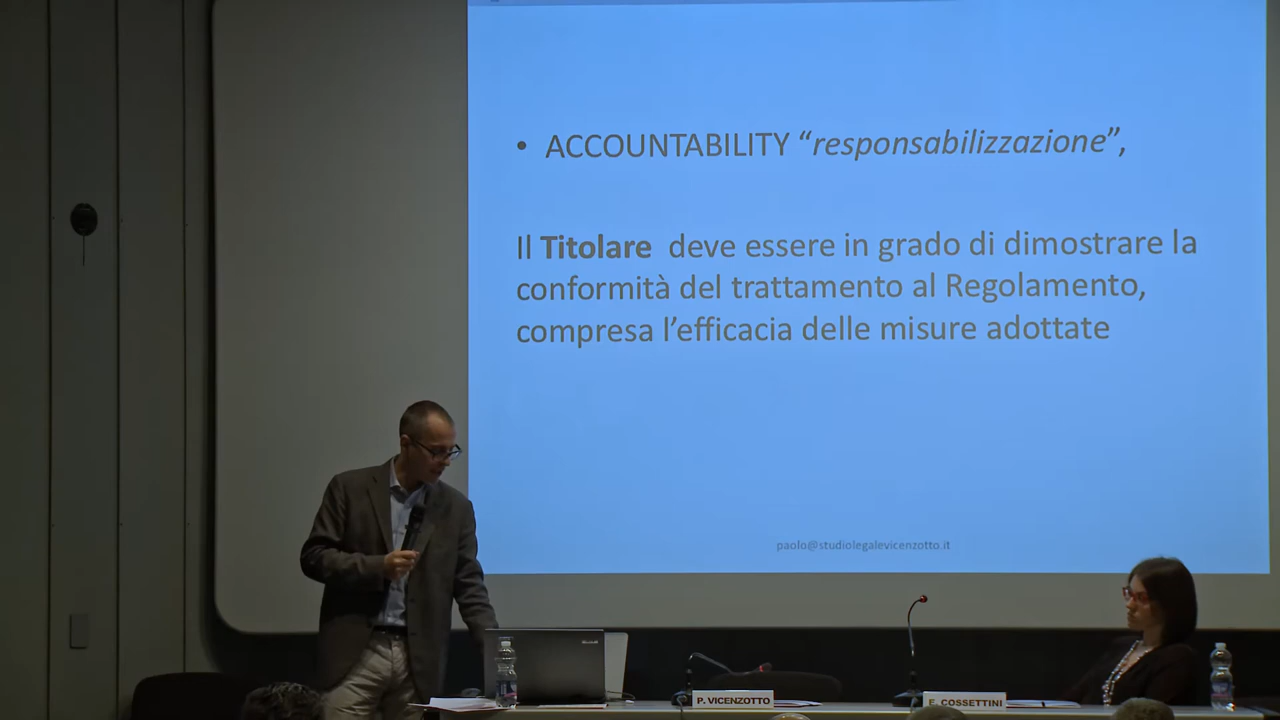 • ACCOUNTABILITY “responsabilizzazione”,
Il Titolare deve essere in grado di dimostrare la
conformità del trattamento al Regolamento,
compresa l’efficacia delle misure adottate
paolo@studiolegalevicenzotto.it
P. VICENZOTTO
E. COSSETTINI